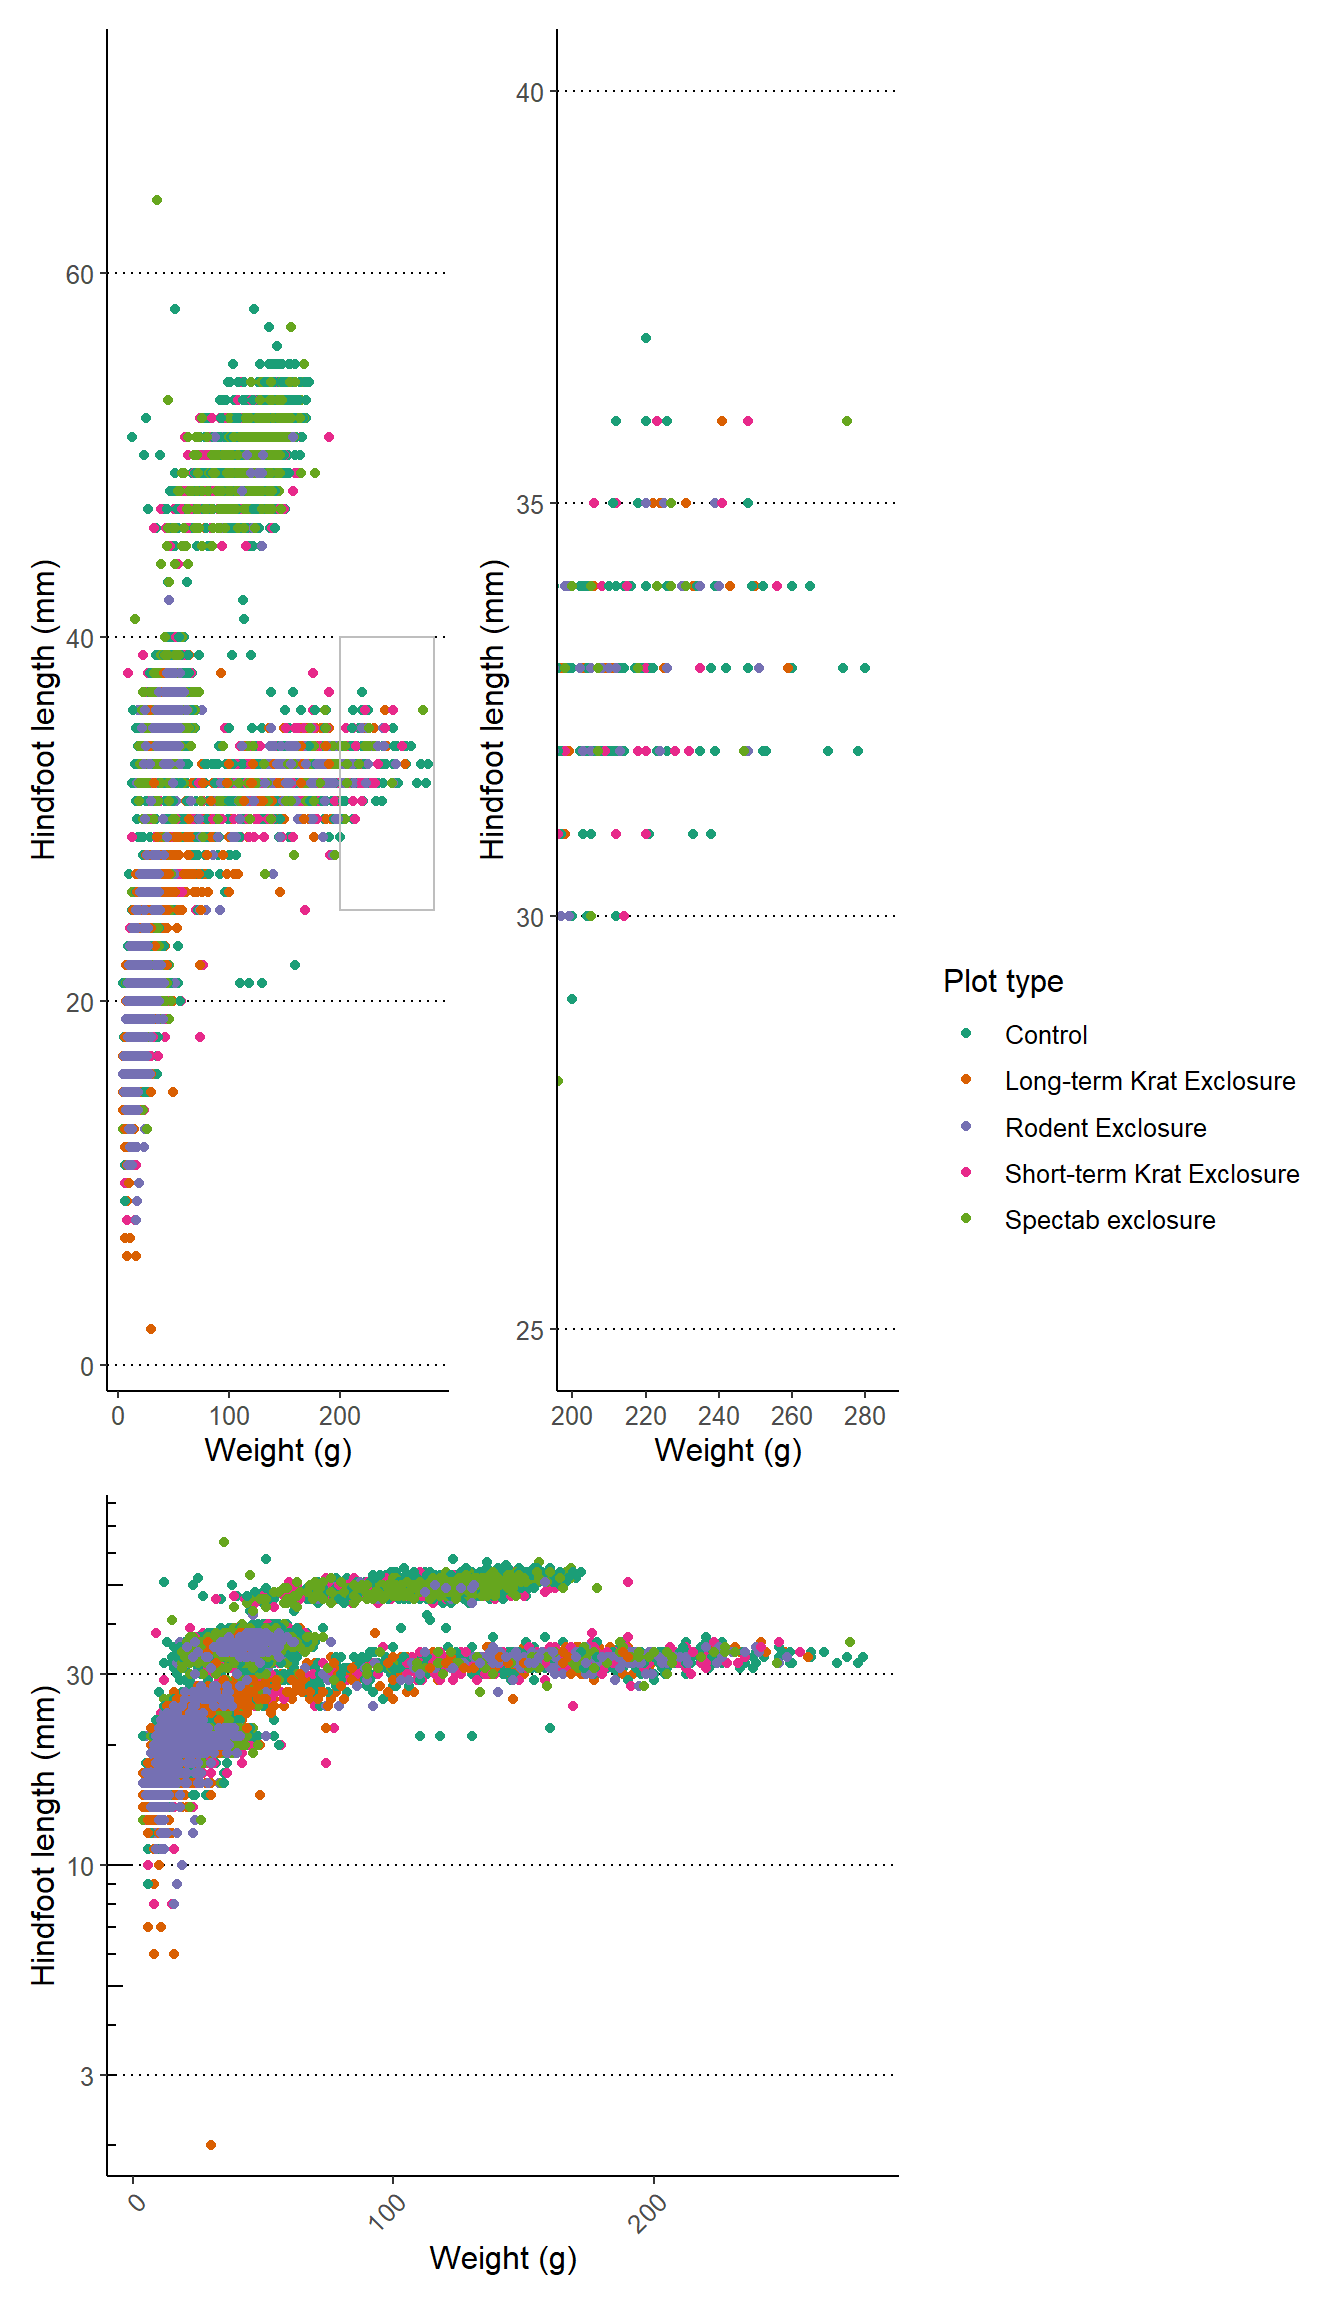 Hindfoot length (mm)
60
40
20
0
0 100 200
Weight (g)
Hindfoot length (mm)
40
35
30
25
200 220 240 260 280
Weight (g)
Plot type
Control
Long-term Krat Exclosure
Rodent Exclosure
Short-term Krat Exclosure
Spectab exclosure
Hindfoot length (mm)
30
10
3
0 100 200
Weight (g)